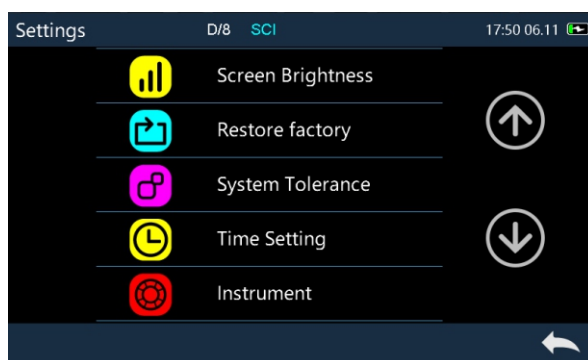 Settings D/8 SCI 17:50 06.11
Screen Brightness
Restore factory
System Tolerance
Time Setting
Instrument